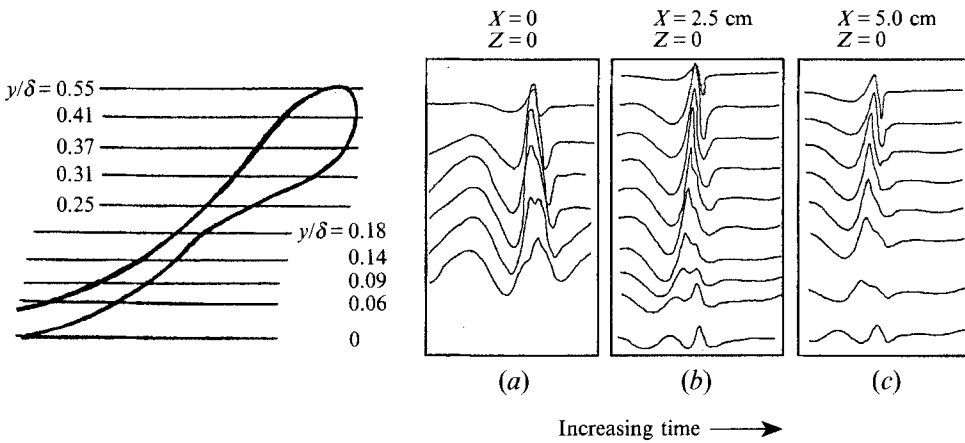 y/δ = 0.55
0.41
0.37
0.31
0.25
y/δ = 0.18
0.14
0.09
0.06
0
X = 0
Z = 0
X = 2.5 cm
Z = 0
X = 5.0 cm
Z = 0
(a)
(b)
(c)
Increasing time